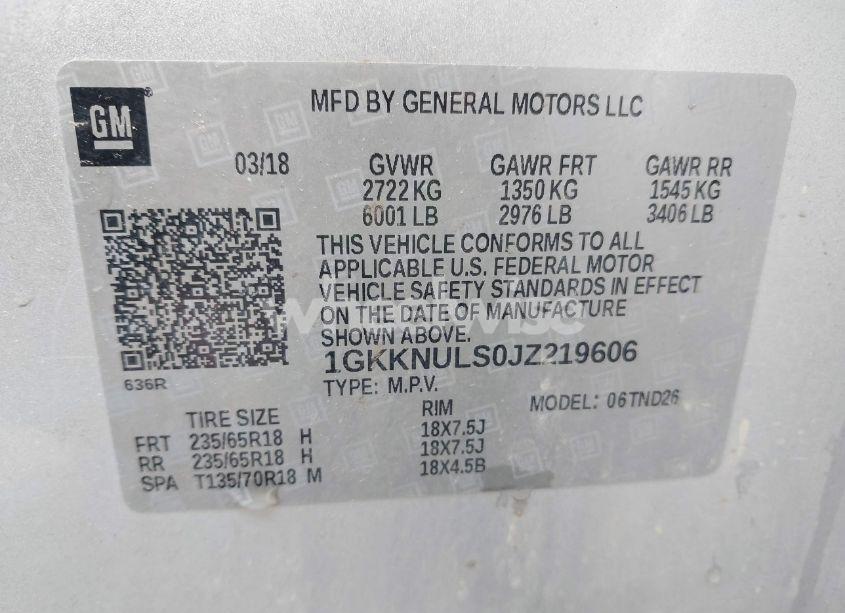 GM
MFD BY GENERAL MOTORS LLC
03/18 GVWR GAWR FRT GAWR RR
2722 KG 1350 KG 1545 KG
6001 LB 2976 LB 3406 LB
THIS VEHICLE CONFORMS TO ALL
APPLICABLE U.S. FEDERAL MOTOR
VEHICLE SAFETY STANDARDS IN EFFECT
ON THE DATE OF MANUFACTURE
SHOWN ABOVE.
1GKKNULS0JZ219606
636R
TYPE: M.P.V. MODEL: 06TND26
TIRE SIZE RIM
FRT 235/65R18 H 18X7.5J
RR 235/65R18 H 18X7.5J
SPA T135/70R18 M 18X4.5B